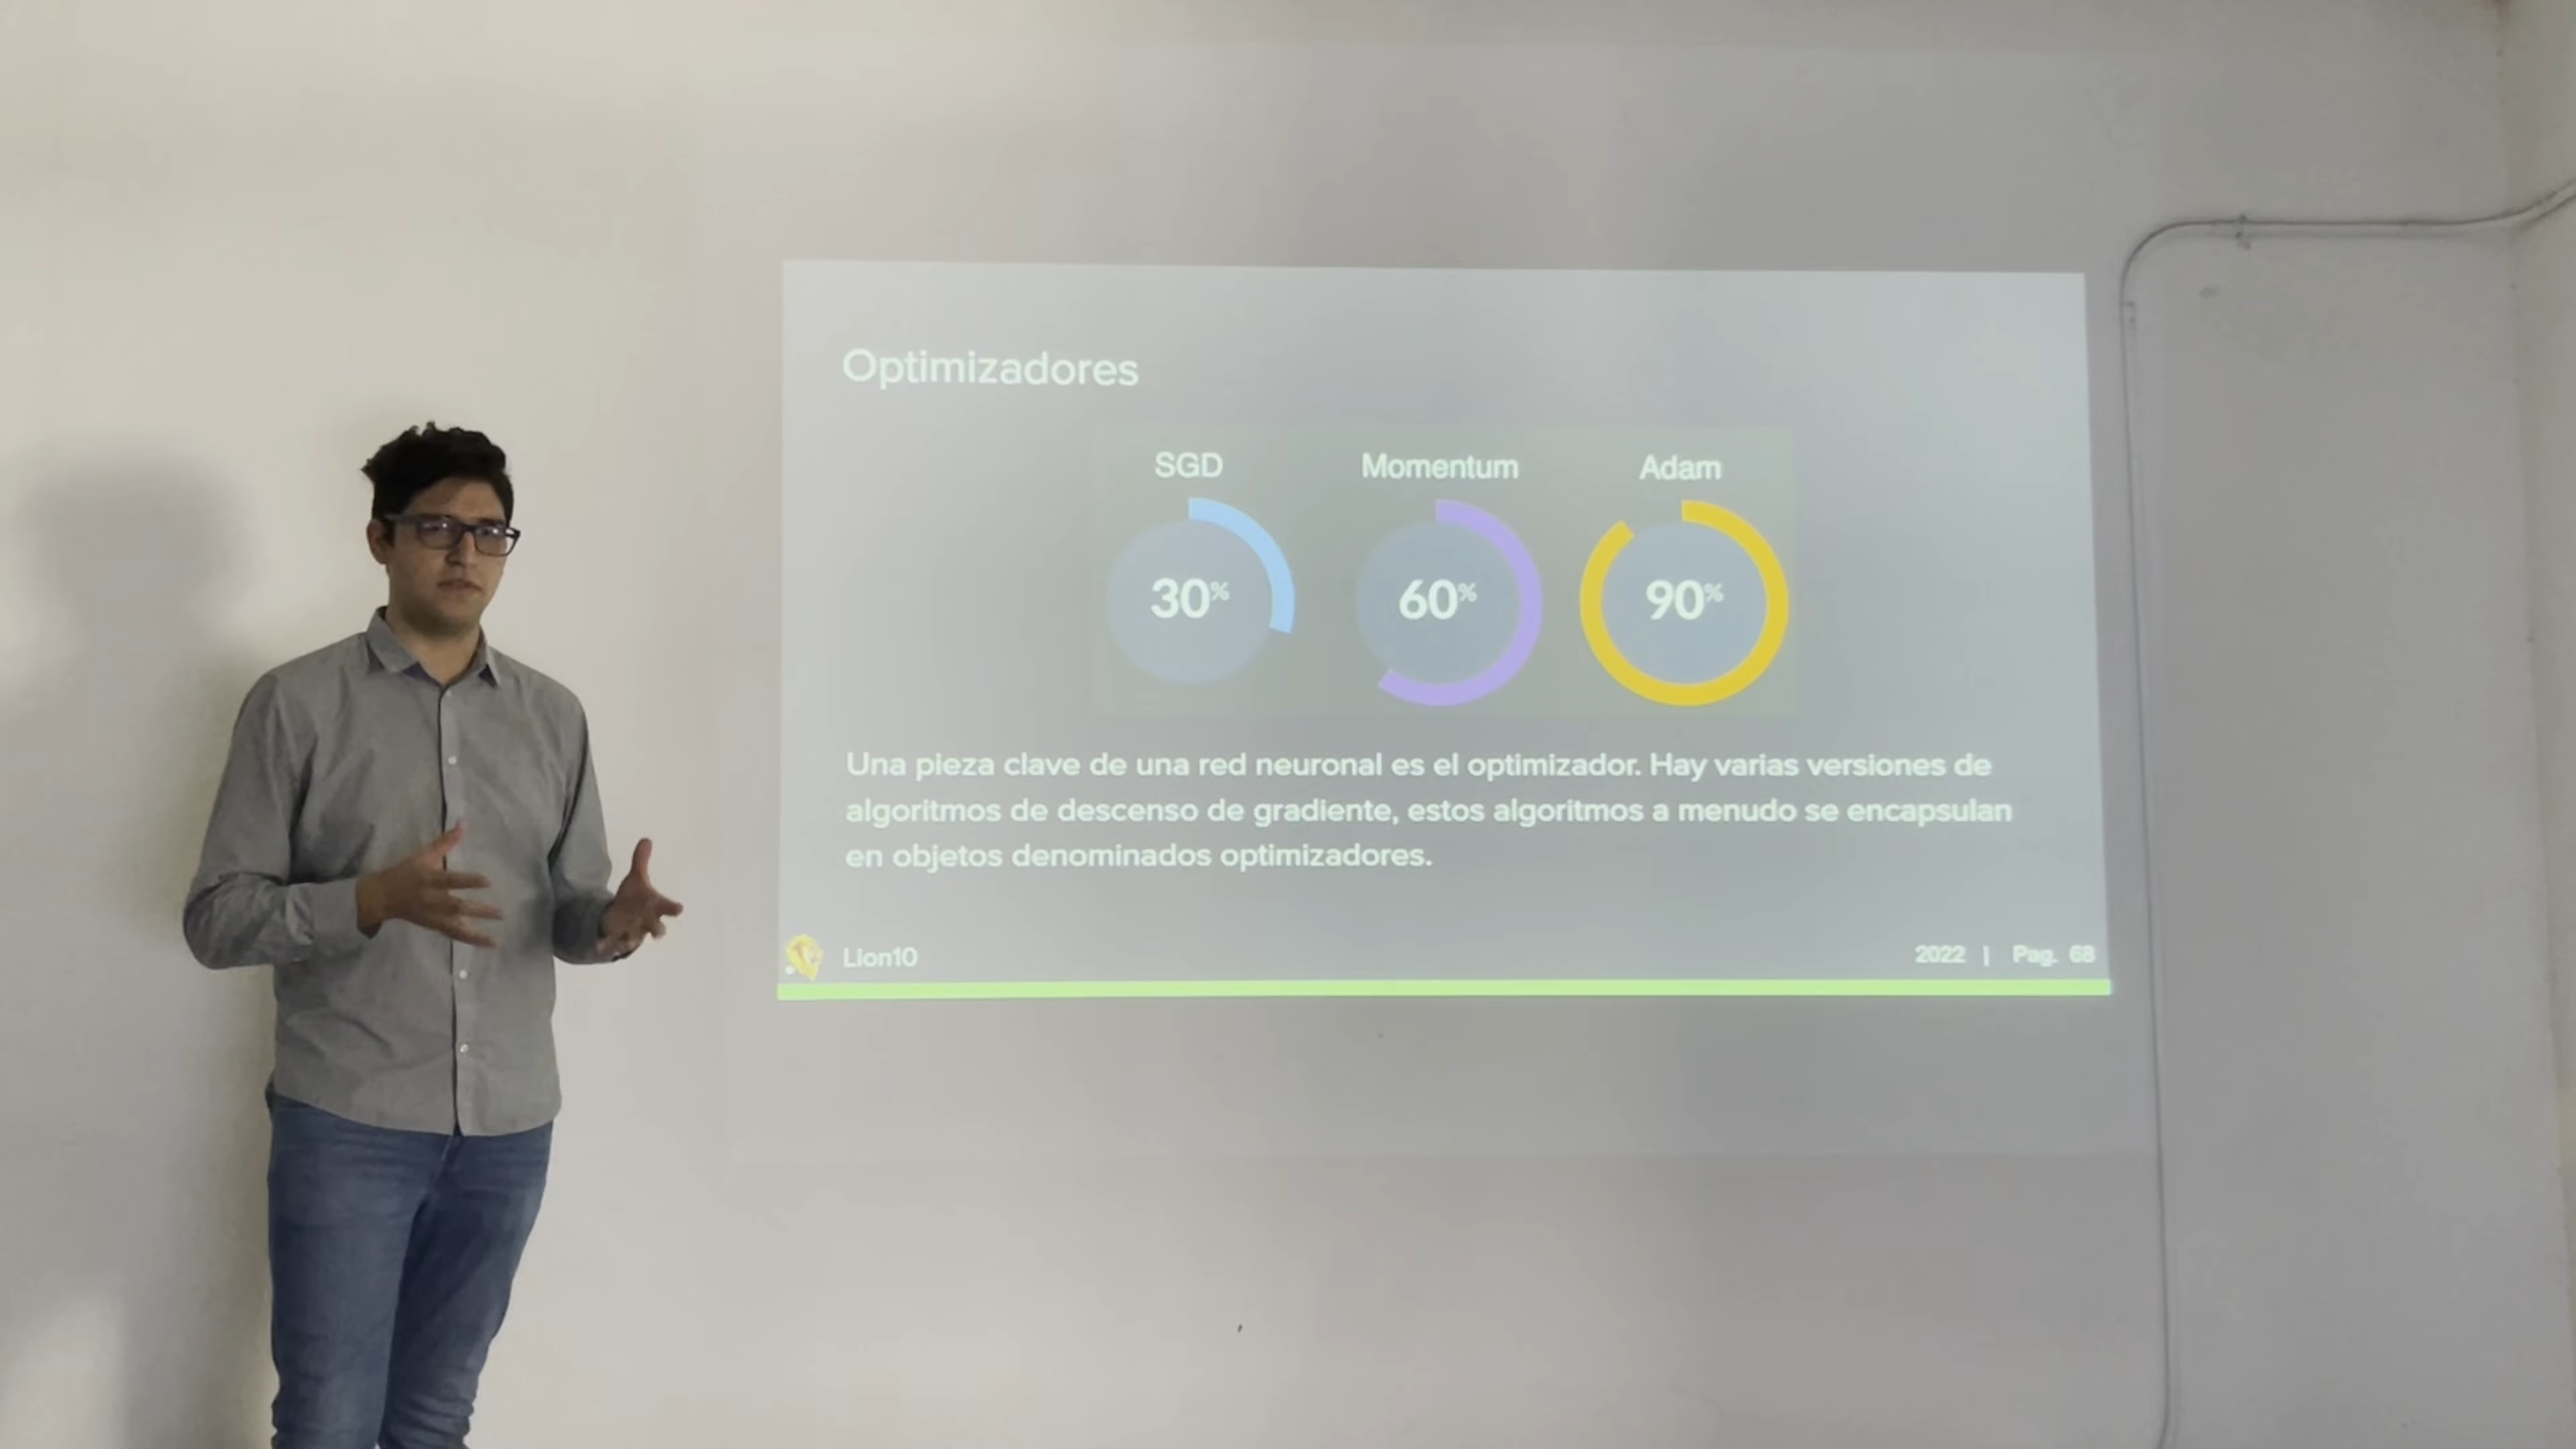 Optimizadores
SGD Momentum Adam
30% 60% 90%
Una pieza clave de una red neuronal es el optimizador. Hay varias versiones de
algoritmos de descenso de gradiente, estos algoritmos a menudo se encapsulan
en objetos denominados optimizadores.
Lion10 2022 | Pag. 68